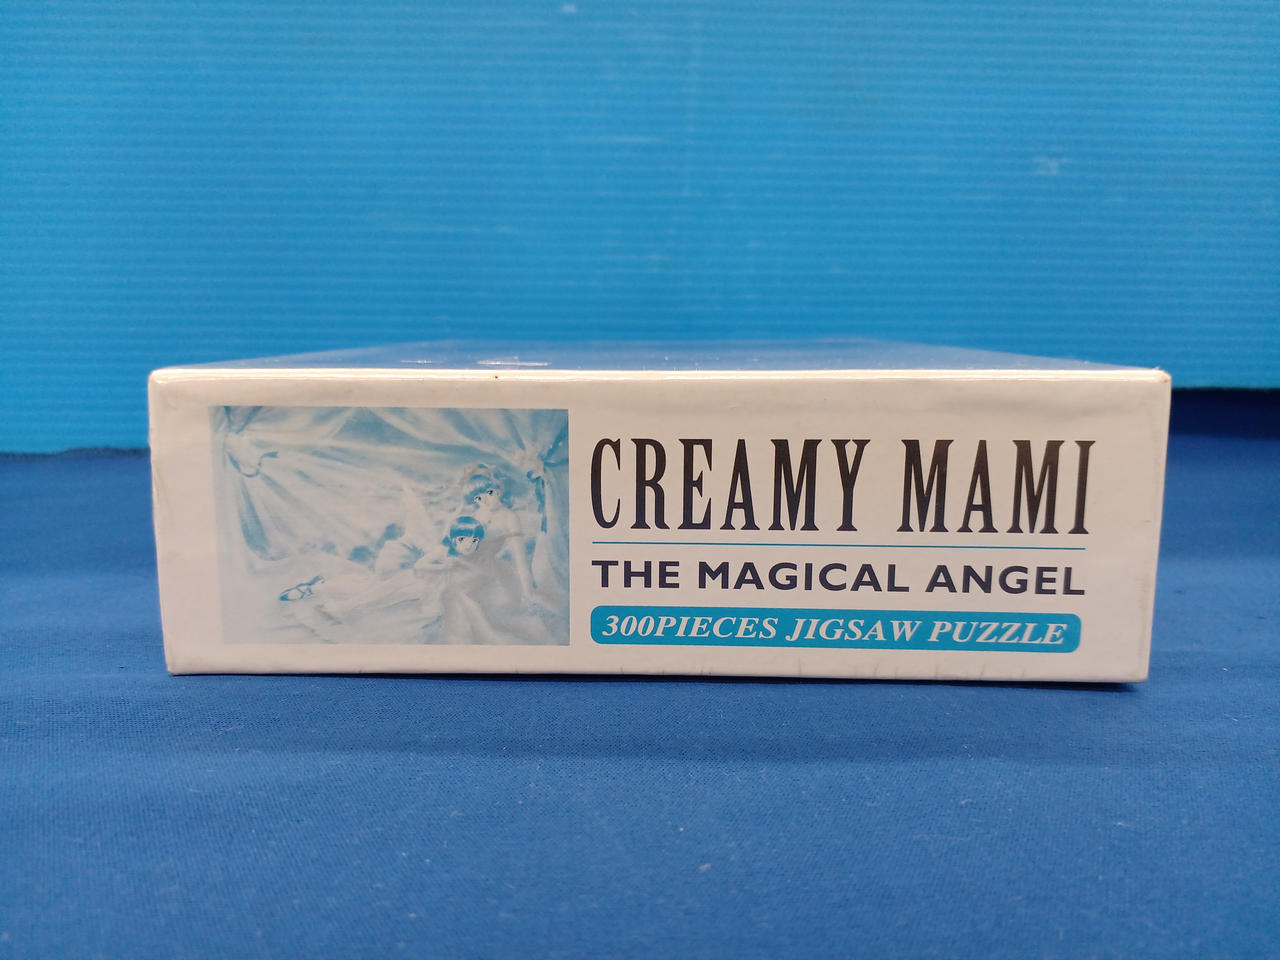 CREAMY MAMI
THE MAGICAL ANGEL
300PIECES JIGSAW PUZZLE